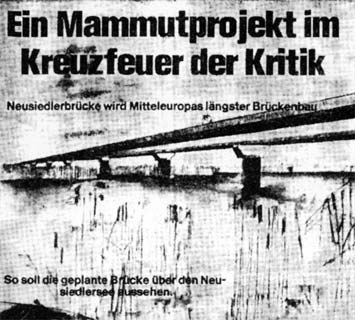 Ein Mammutprojekt im
Kreuzfeuer der Kritik
Neusiedlerbrücke wird Mitteleuropas längster Brückenbau
So soll die geplante Brücke über den Neu-
siedlersee aussehen.